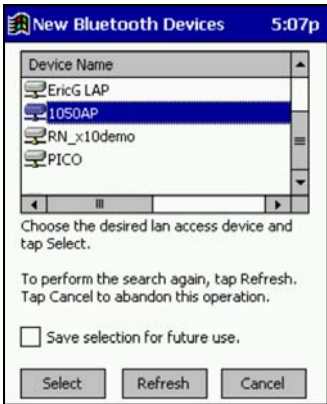 New Bluetooth Devices 5:07p
Device Name
EricG LAP
1050AP
RN_x10demo
PICO
Choose the desired lan access device and
tap Select.
To perform the search again, tap Refresh.
Tap Cancel to abandon this operation.
Save selection for future use.
Select Refresh Cancel